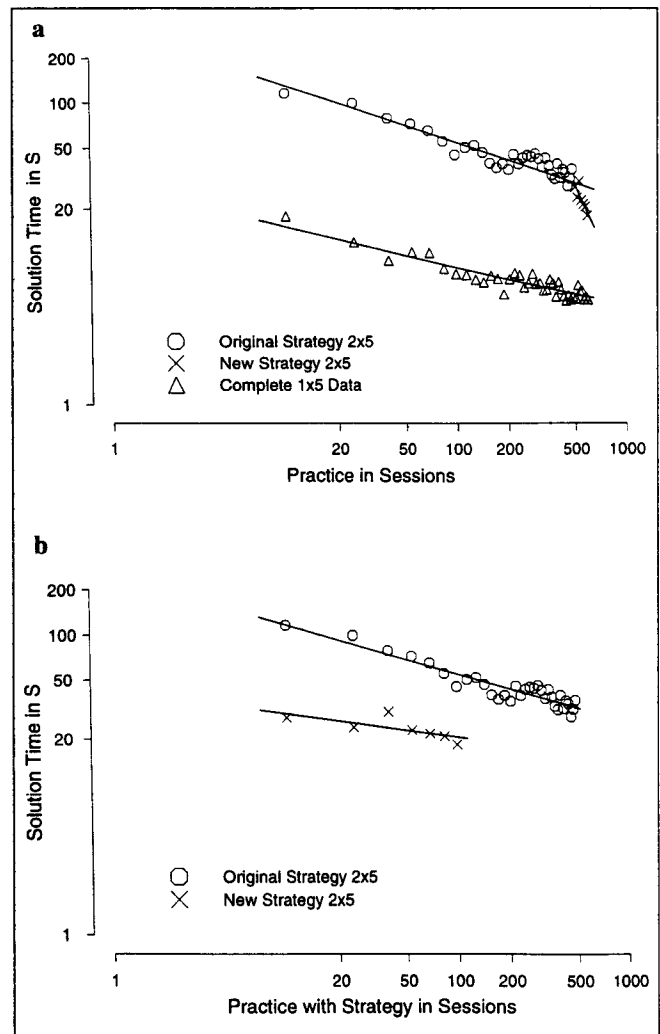 a
200
100
50
20
1
Solution Time in S
Original Strategy 2x5
New Strategy 2x5
Complete 1x5 Data
1 20 50 100 200 500 1000
Practice in Sessions
b
200
100
50
20
1
Solution Time in S
Original Strategy 2x5
New Strategy 2x5
1 20 50 100 200 500 1000
Practice with Strategy in Sessions